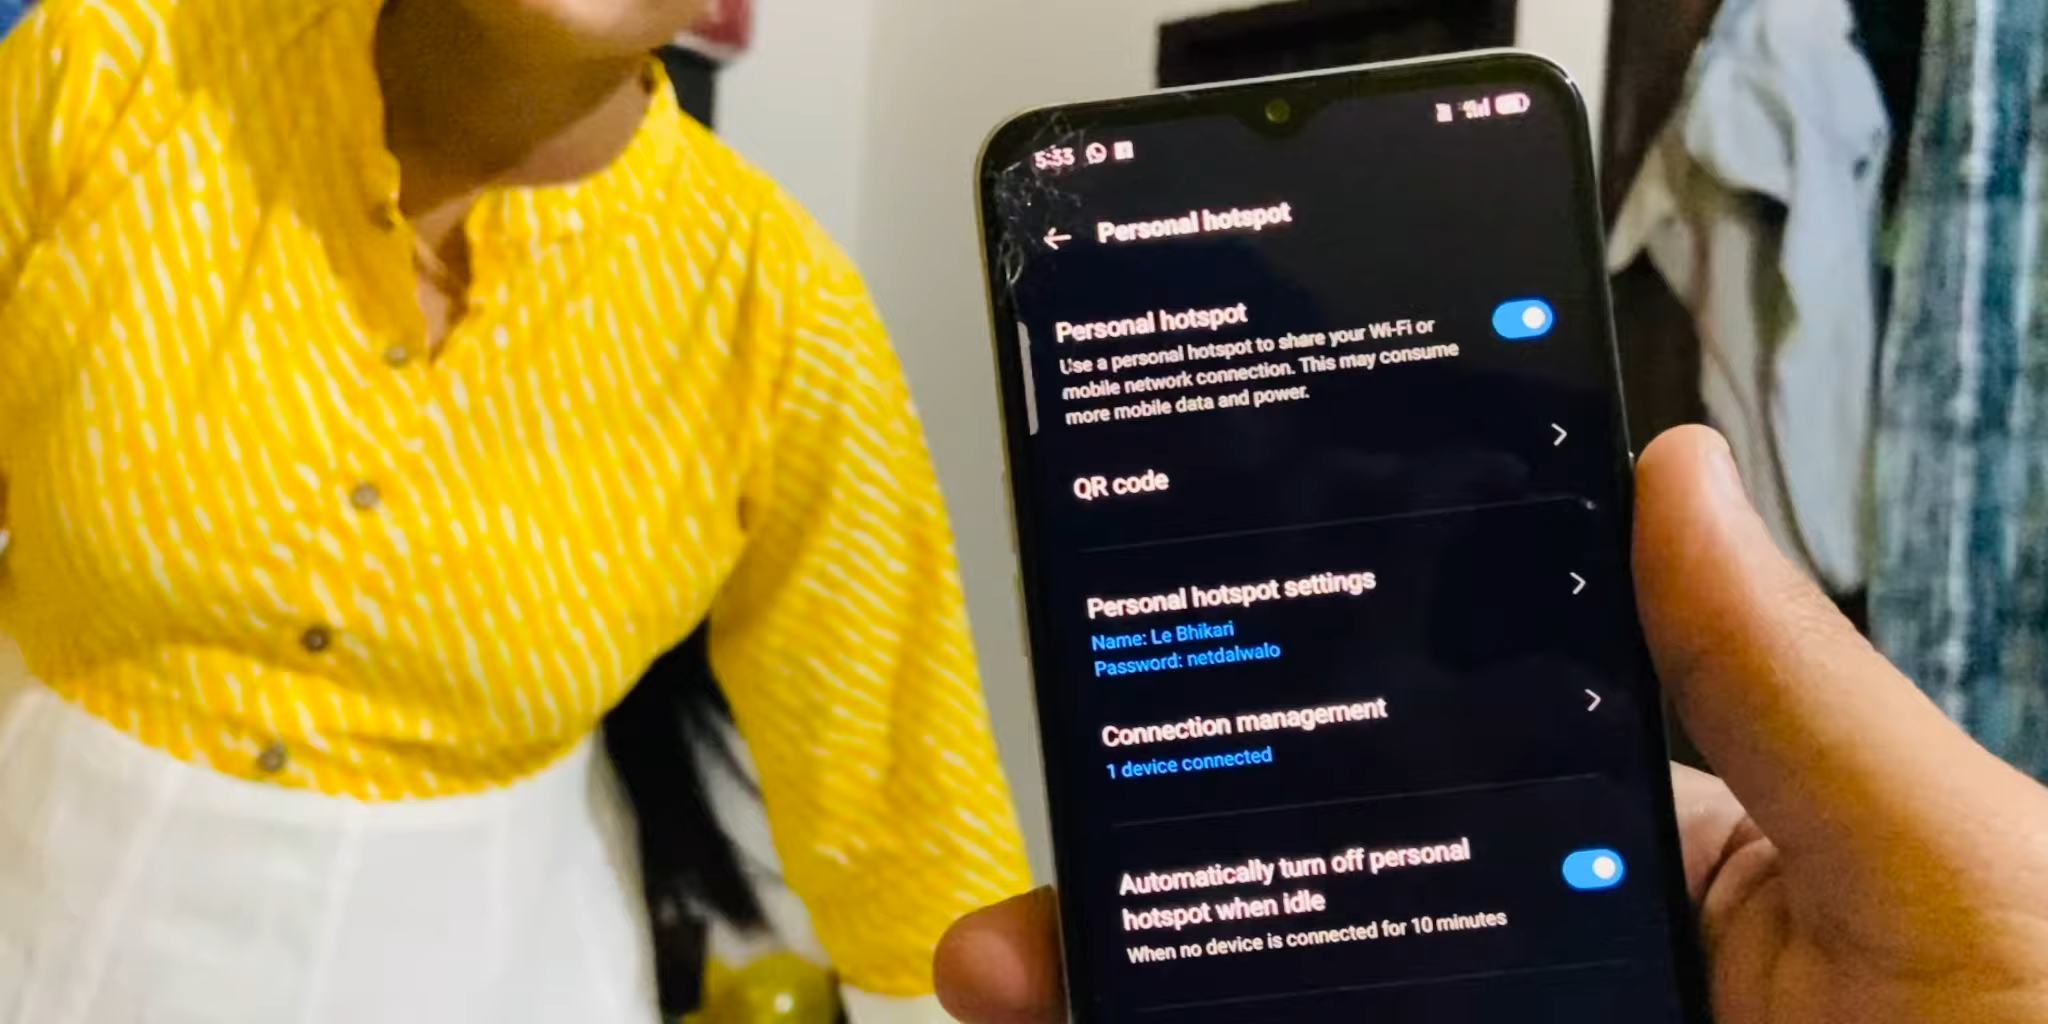 5:33
Personal hotspot
Personal hotspot
Use a personal hotspot to share your Wi-Fi or
mobile network connection. This may consume
more mobile data and power.
QR code
Personal hotspot settings
Name: Le Bhikari
Password: netdalwalo
Connection management
1 device connected
Automatically turn off personal
hotspot when idle
When no device is connected for 10 minutes